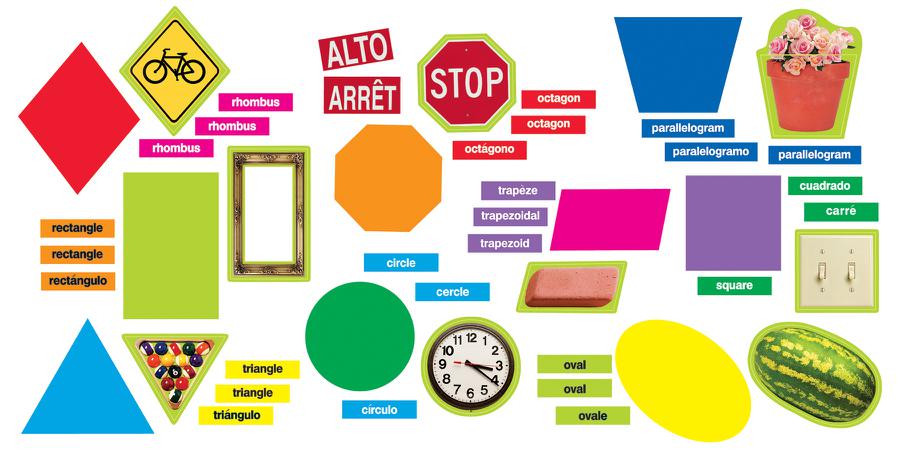 ALTO
ARRÊT
STOP
rhombus
rhombus
rhombus
octagon
octagon
octágono
parallelogram
paralelogramo
parallelogram
rectangle
rectangle
rectángulo
trapèze
trapezoidal
trapezoid
cuadrado
carré
square
circle
cercle
círculo
12
1
2
3
4
5
6
7
8
9
10
11
triangle
triangle
triángulo
oval
oval
ovale